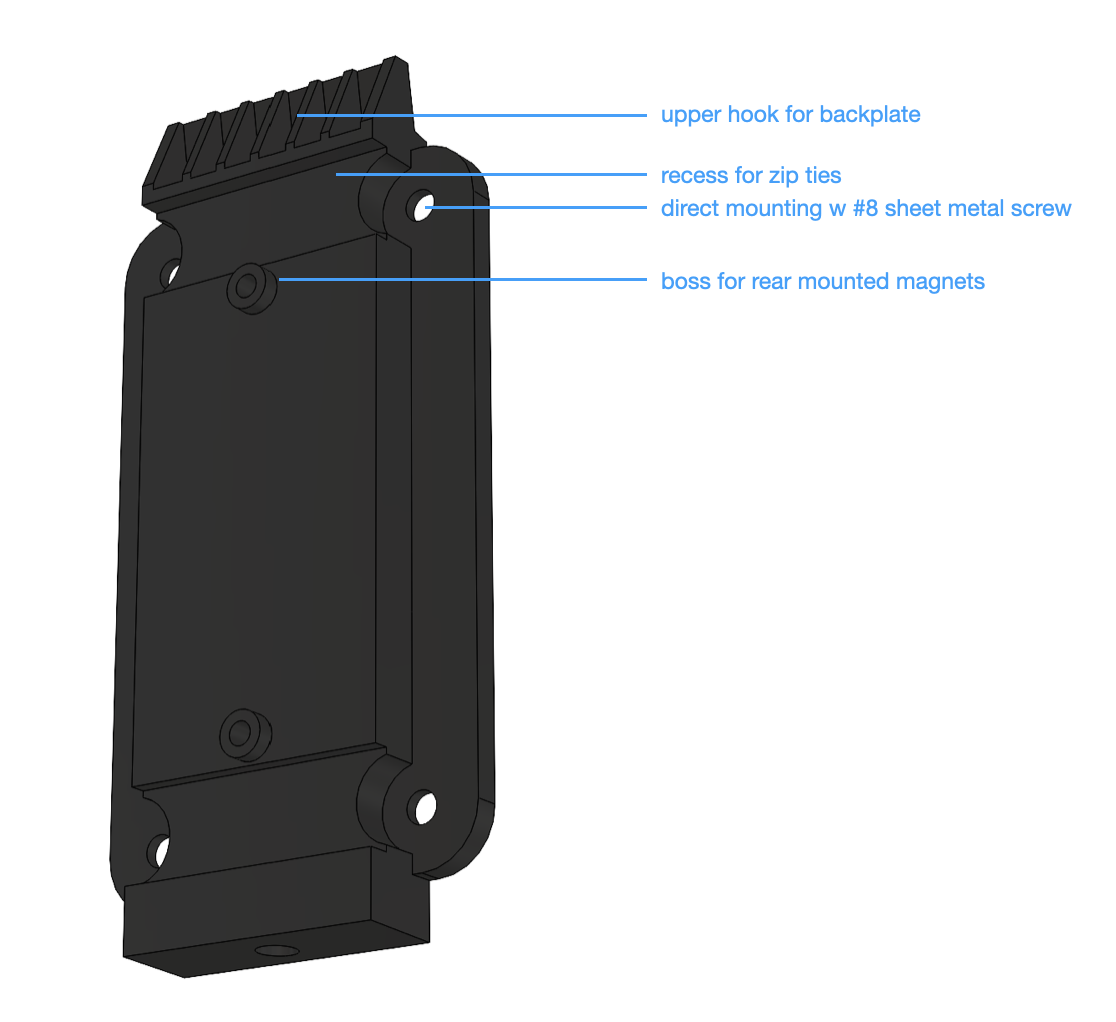 upper hook for backplate
recess for zip ties
direct mounting w #8 sheet metal screw
boss for rear mounted magnets